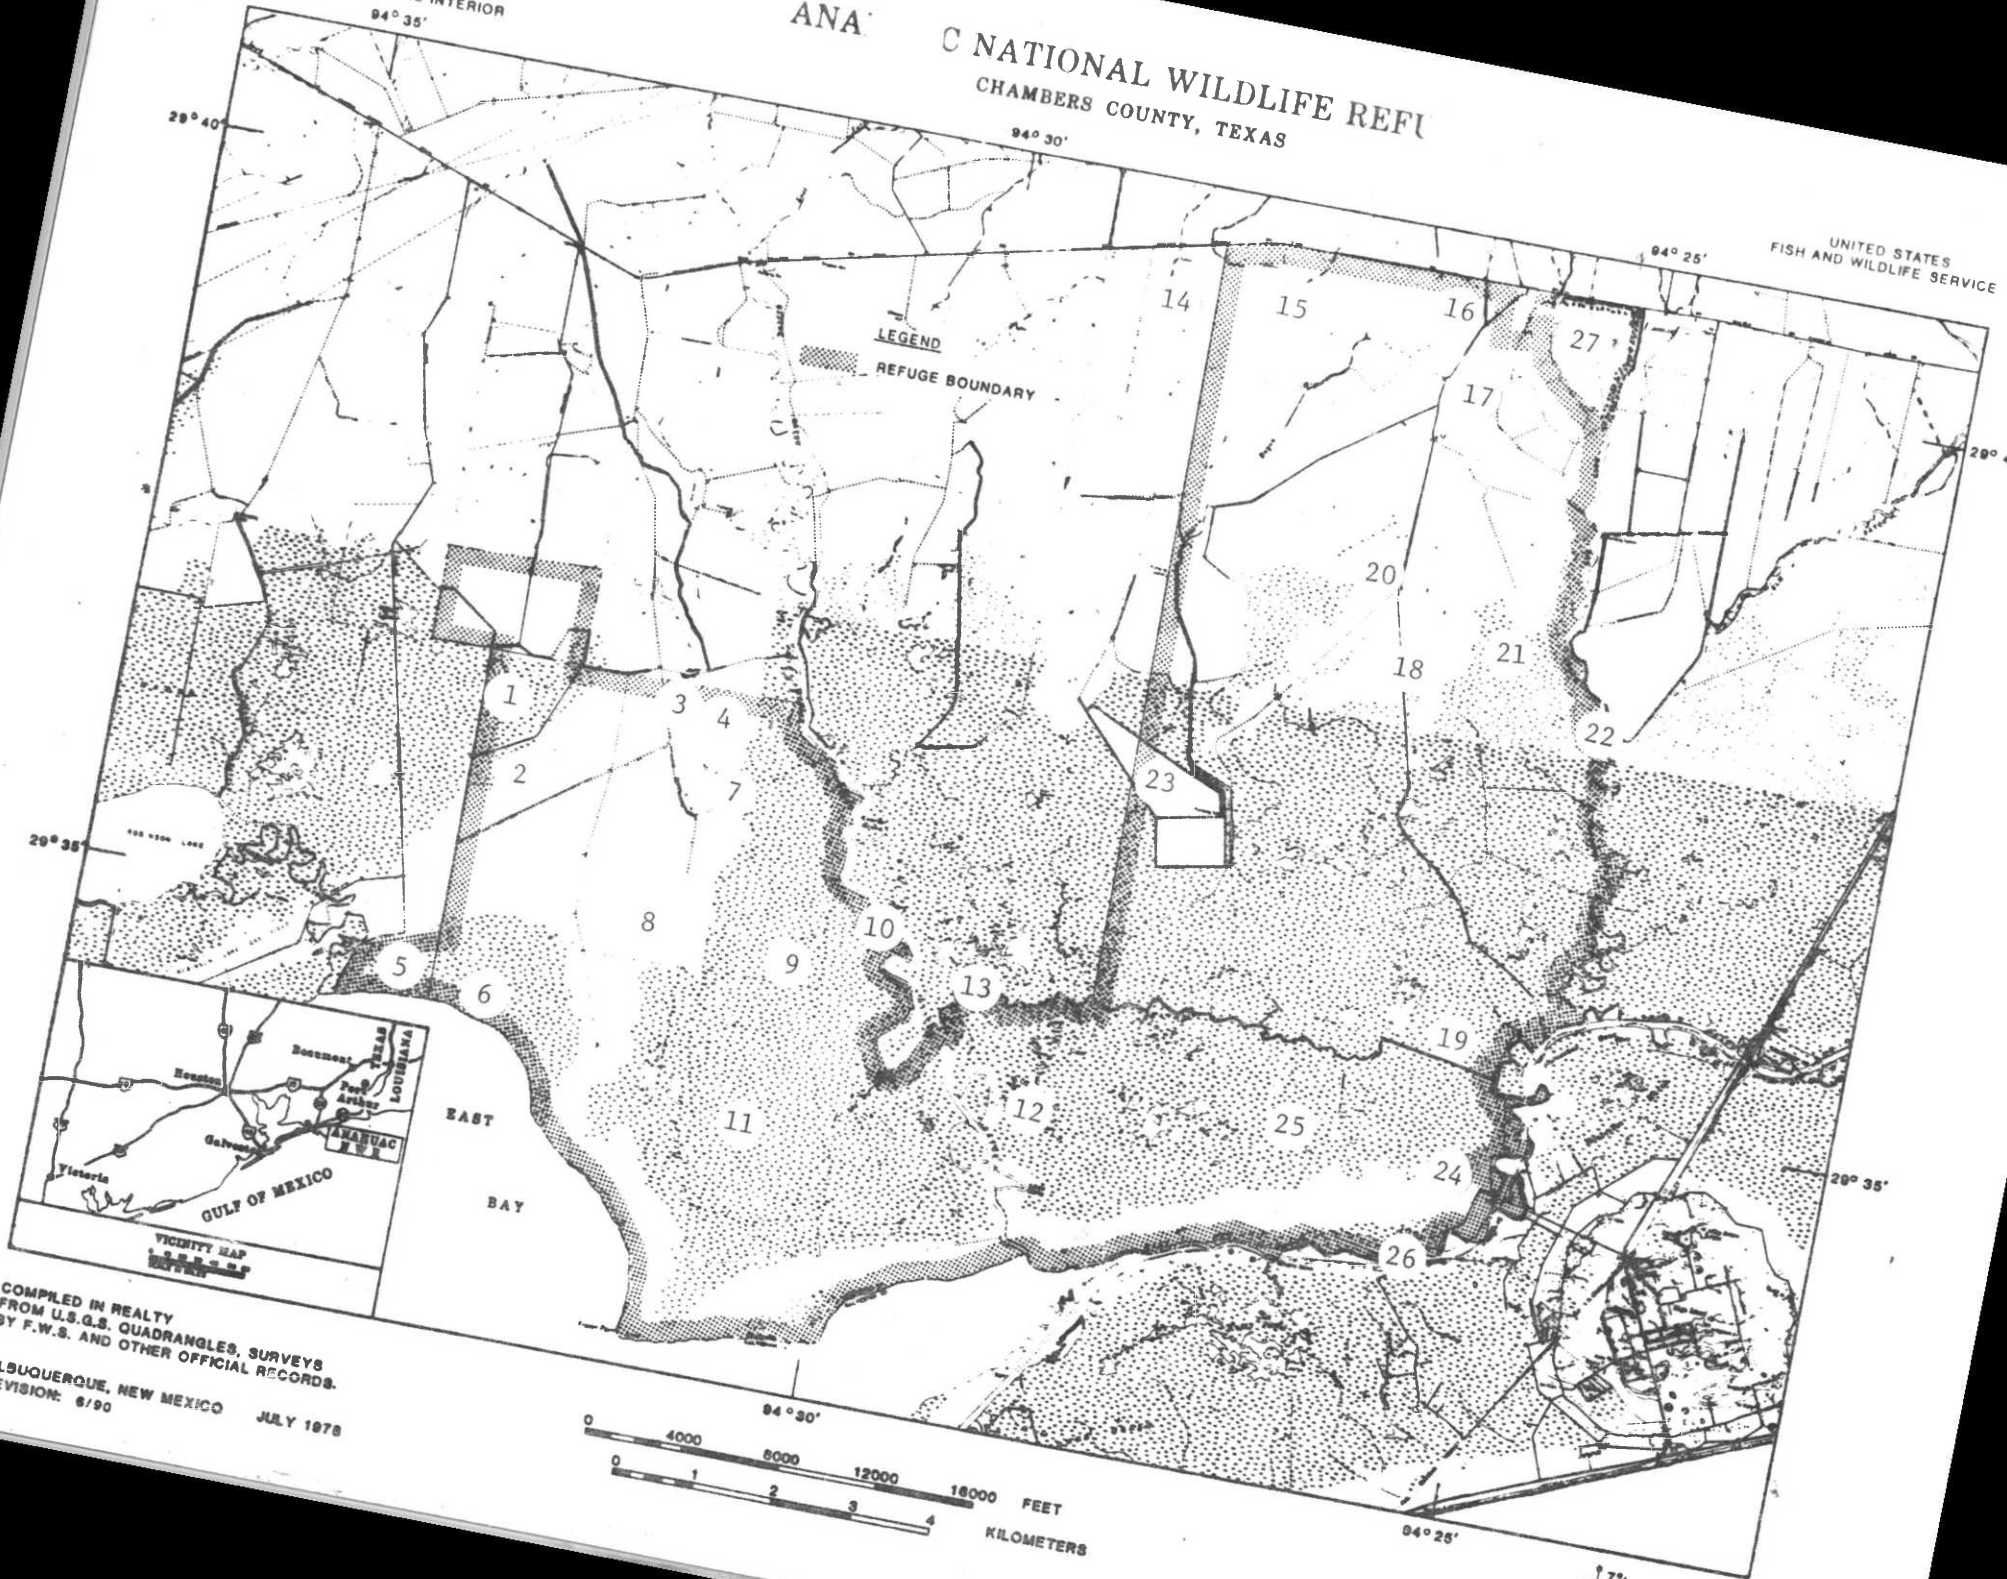 INTERIOR
94° 35'
ANA
C NATIONAL WILDLIFE REFU
CHAMBERS COUNTY, TEXAS
94° 30'
UNITED STATES
FISH AND WILDLIFE SERVICE
94° 25'
29° 40'
LEGEND
REFUGE BOUNDARY
14
15
16
27
17
29° 4
20
18
21
22
1
2
3
4
7
23
29° 35'
8
5
6
9
10
13
19
11
12
25
24
26
EAST
BAY
Beaumont
TEXAS
LOUISIANA
Houston
Port
Arthur
Galveston
ANAHUAC
N W R
Victoria
GULF OF MEXICO
VICINITY MAP
29° 35'
COMPILED IN REALTY
FROM U.S.G.S. QUADRANGLES, SURVEYS
BY F.W.S. AND OTHER OFFICIAL RECORDS.
LBUQUERQUE, NEW MEXICO JULY 1978
EVISION: 6/90
94° 30'
94° 25'
0 4000 8000 12000 16000 FEET
0 1 2 3 4 KILOMETERS